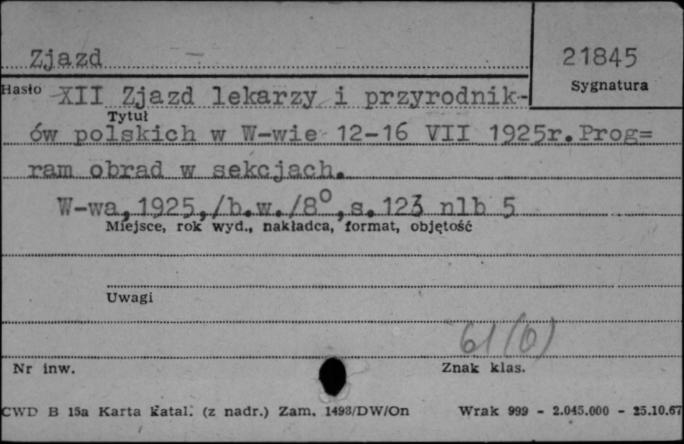 Zjazd
21845
Hasło
Sygnatura
XII Zjazd lekarzy i przyrodnik-
Tytuł
ów polskich w W-wie 12-16 VII 1925r.Prog=
ram obrad w sekcjach.
W-wa,1925,/b.w./8°,s.123 nlb 5
Miejsce, rok wyd., nakładca, format, objętość
Uwagi
61(0)
Nr inw.
Znak klas.
CWD B 15a Karta katal. (z nadr.) Zam. 1493/DW/On
Wrak 999 - 2.045.000 - 25.10.67